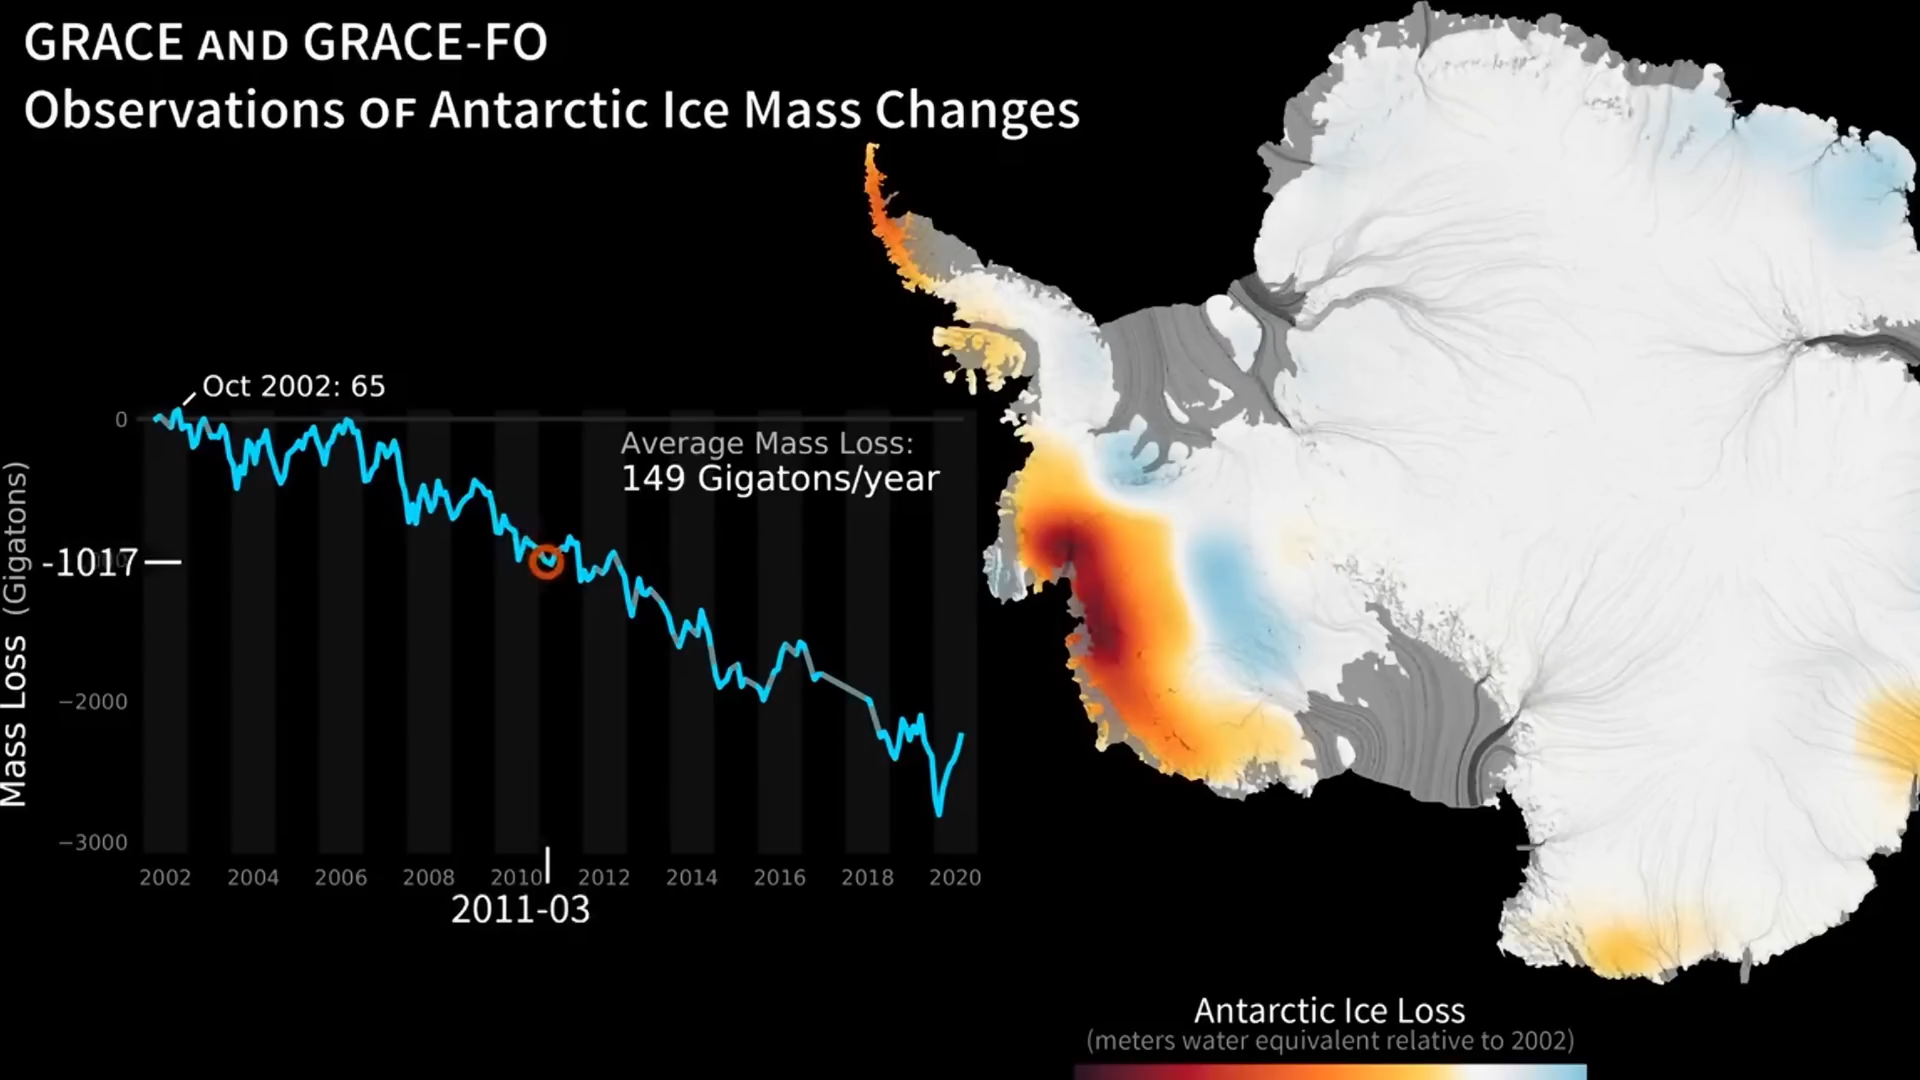 GRACE AND GRACE-FO
Observations OF Antarctic Ice Mass Changes
Oct 2002: 65
0
Average Mass Loss:
149 Gigatons/year
Mass Loss (Gigatons)
-1017
−2000
−3000
2002 2004 2006 2008 2010 2012 2014 2016 2018 2020
2011-03
Antarctic Ice Loss
(meters water equivalent relative to 2002)